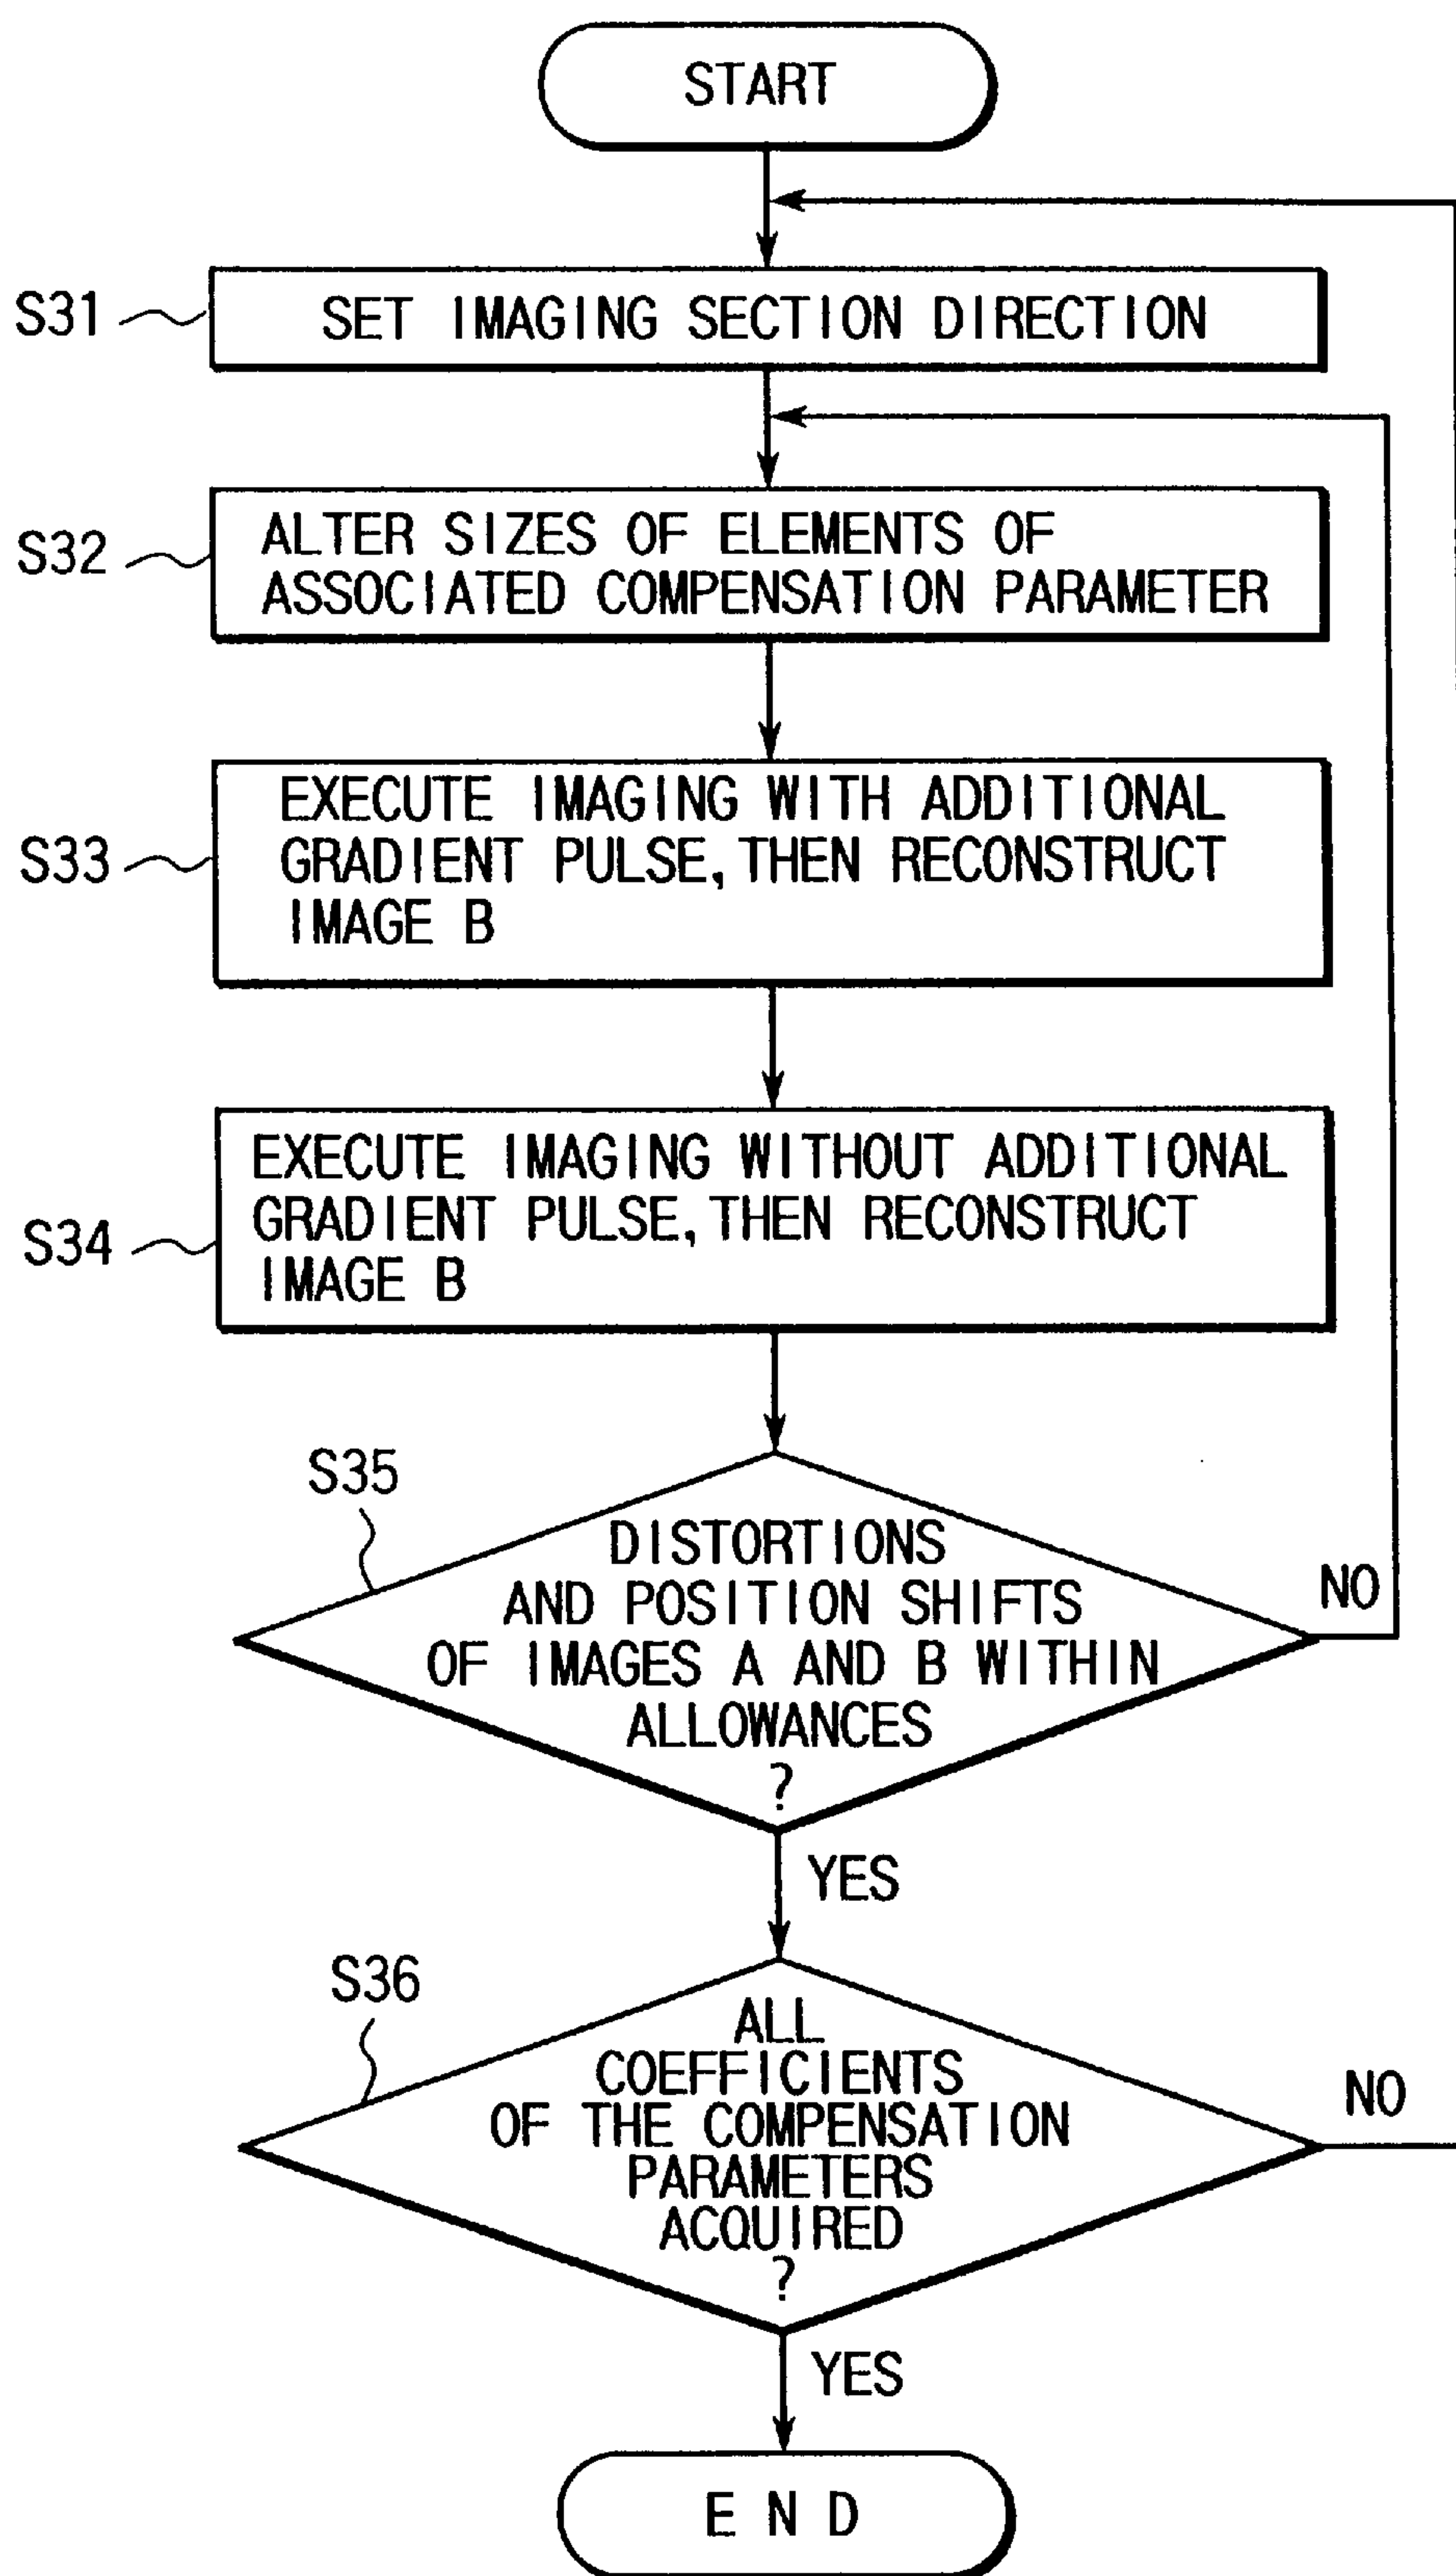 START
S31
SET IMAGING SECTION DIRECTION
S32
ALTER SIZES OF ELEMENTS OF
ASSOCIATED COMPENSATION PARAMETER
S33
EXECUTE IMAGING WITH ADDITIONAL
GRADIENT PULSE, THEN RECONSTRUCT
IMAGE B
S34
EXECUTE IMAGING WITHOUT ADDITIONAL
GRADIENT PULSE, THEN RECONSTRUCT
IMAGE B
S35
DISTORTIONS
AND POSITION SHIFTS
OF IMAGES A AND B WITHIN
ALLOWANCES
?
NO
YES
S36
ALL
COEFFICIENTS
OF THE COMPENSATION
PARAMETERS
ACQUIRED
?
NO
YES
END